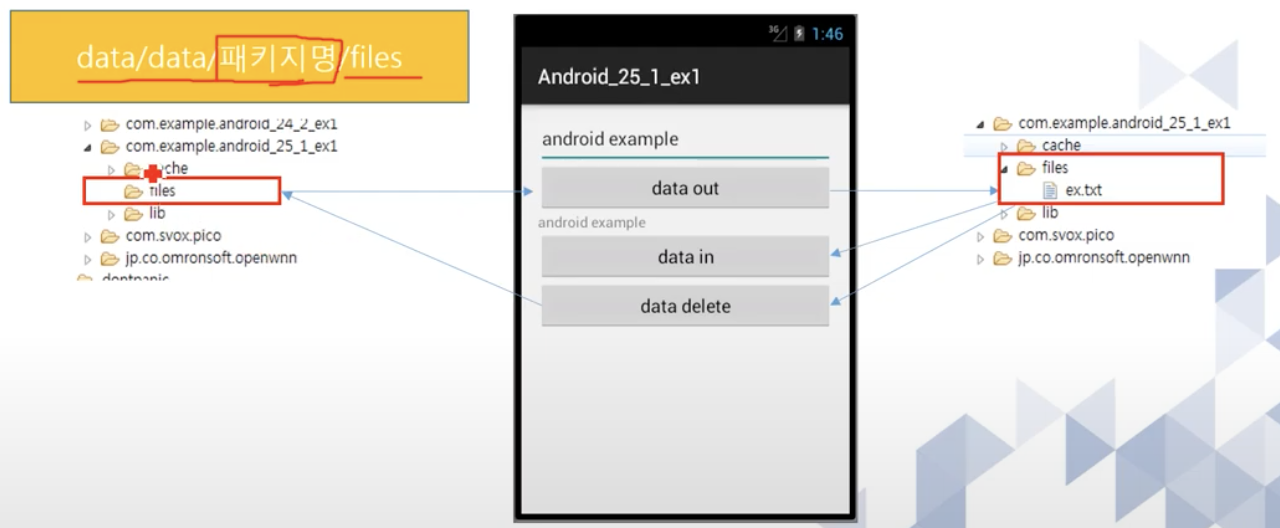 data/data/패키지명/files
com.example.android_24_2_ex1
com.example.android_25_1_ex1
files
lib
com.svox.pico
jp.co.omronsoft.openwnn
dontpanic
3G 1:46
Android_25_1_ex1
android example
data out
android example
data in
data delete
com.example.android_25_1_ex1
cache
files
ex.txt
lib
com.svox.pico
jp.co.omronsoft.openwnn